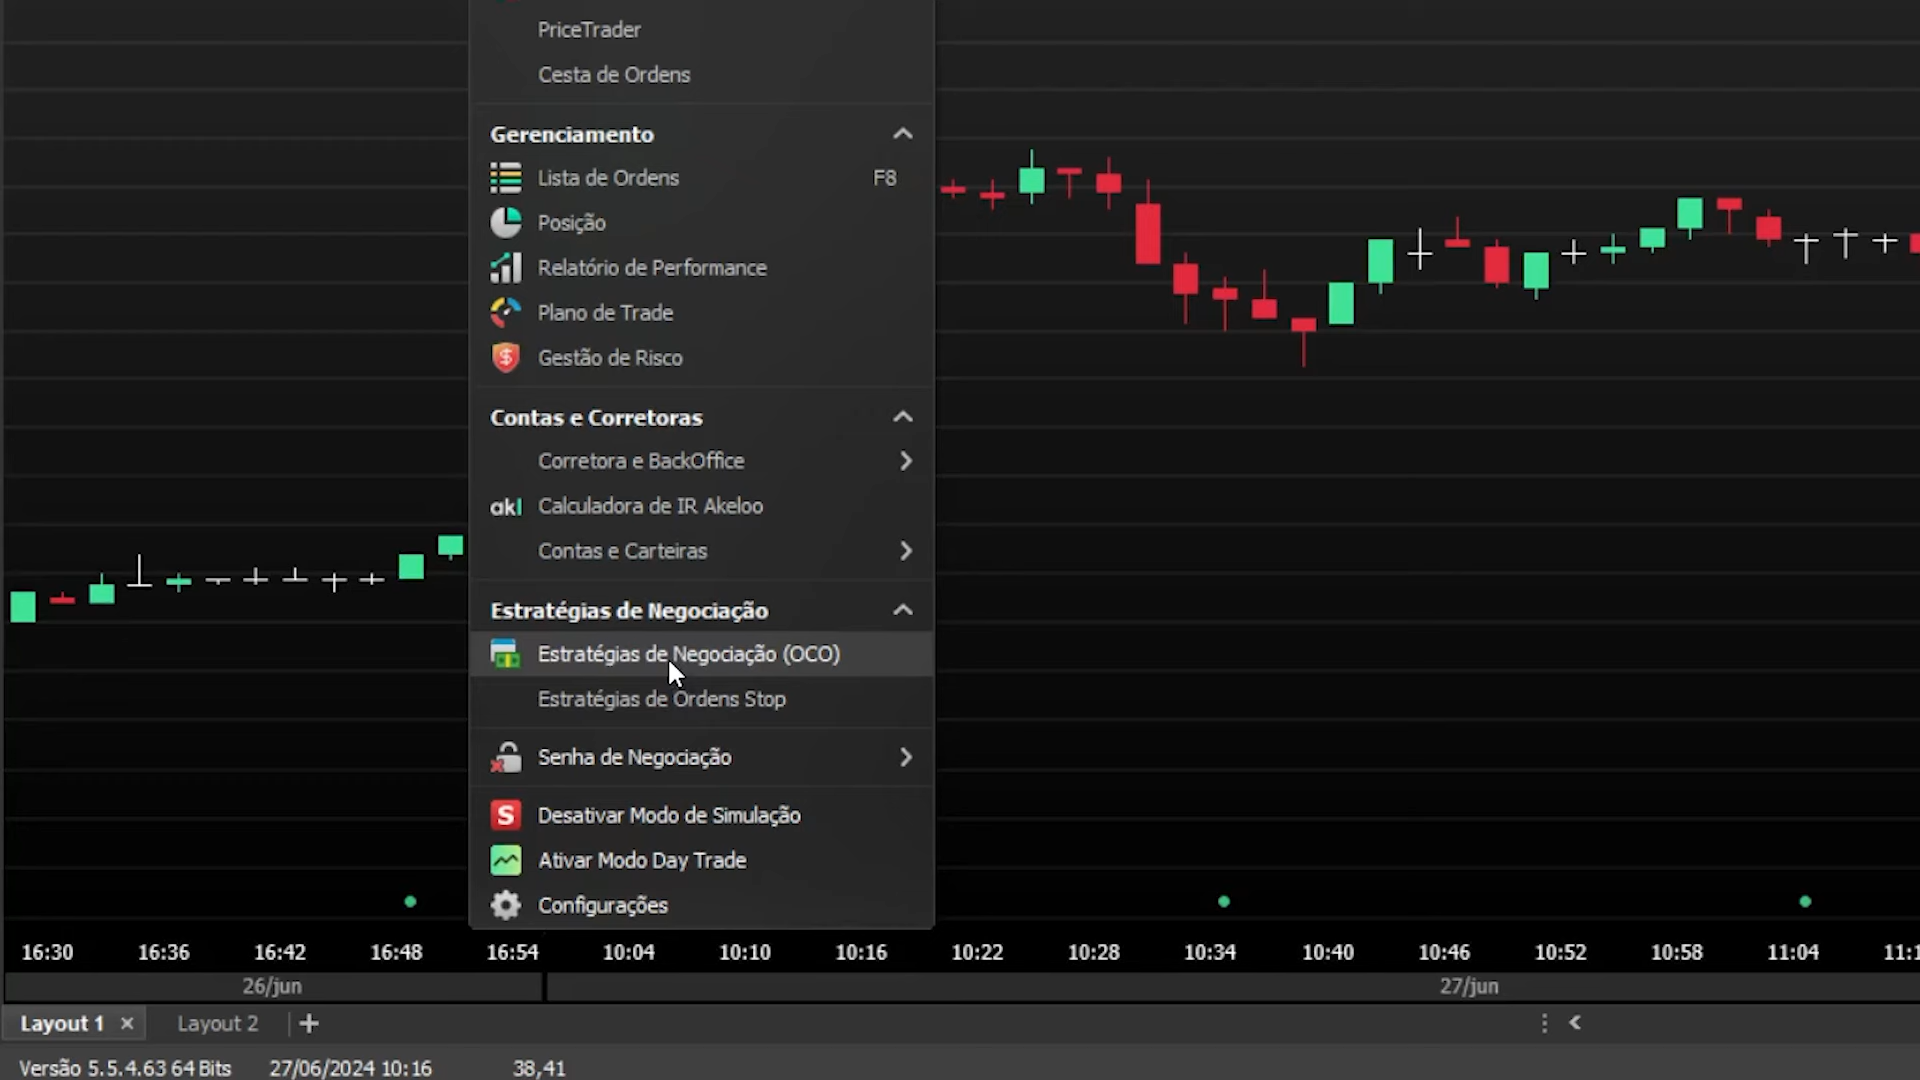 PriceTrader
Cesta de Ordens
Gerenciamento
Lista de Ordens F8
Posição
Relatório de Performance
Plano de Trade
Gestão de Risco
Contas e Corretoras
Corretora e BackOffice
akl Calculadora de IR Akeloo
Contas e Carteiras
Estratégias de Negociação
Estratégias de Negociação (OCO)
Estratégias de Ordens Stop
Senha de Negociação
S Desativar Modo de Simulação
Ativar Modo Day Trade
Configurações
16:30 16:36 16:42 16:48 16:54 10:04 10:10 10:16 10:22 10:28 10:34 10:40 10:46 10:52 10:58 11:04
26/jun 27/jun
Layout 1 Layout 2
Versão 5.5.4.63 64 Bits 27/06/2024 10:16 38,41